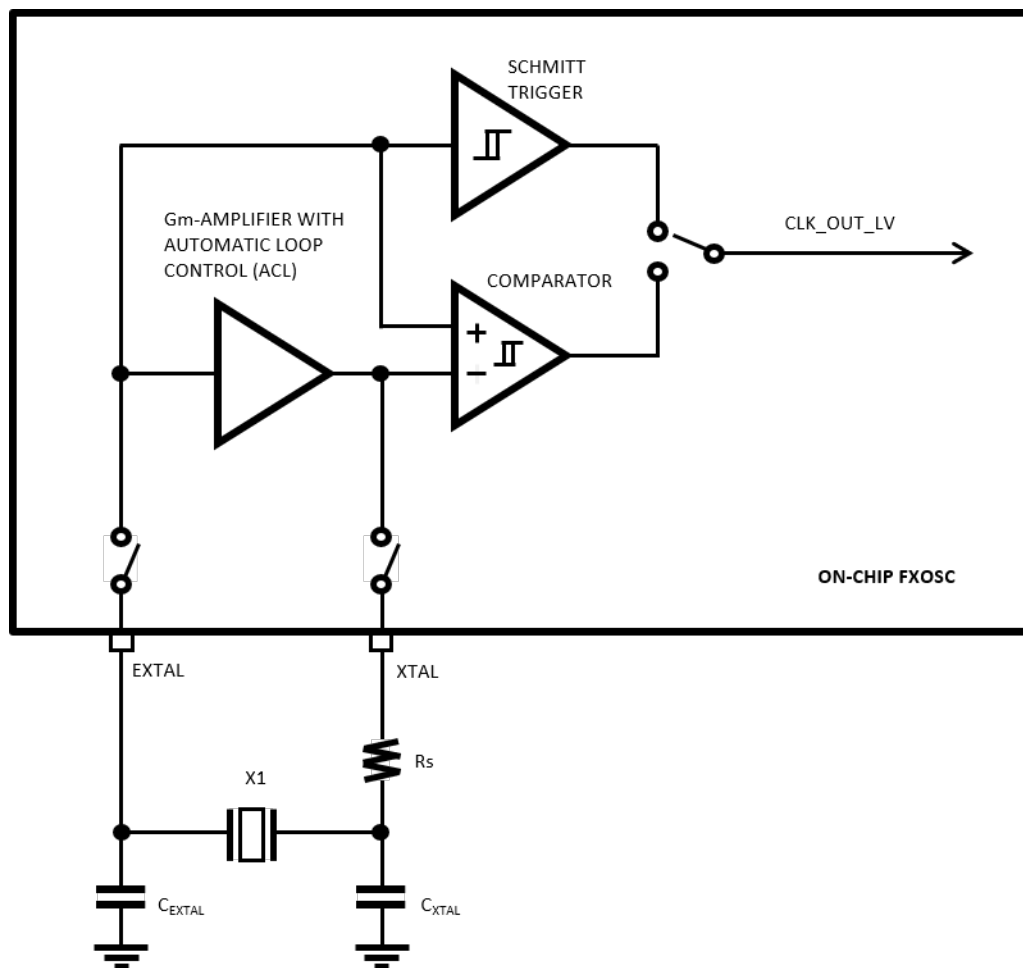 SCHMITT
TRIGGER
Gm-AMPLIFIER WITH
AUTOMATIC LOOP
CONTROL (ACL)
CLK_OUT_LV
COMPARATOR
+
−
ON-CHIP FXOSC
EXTAL
XTAL
Rs
X1
CEXTAL
CXTAL